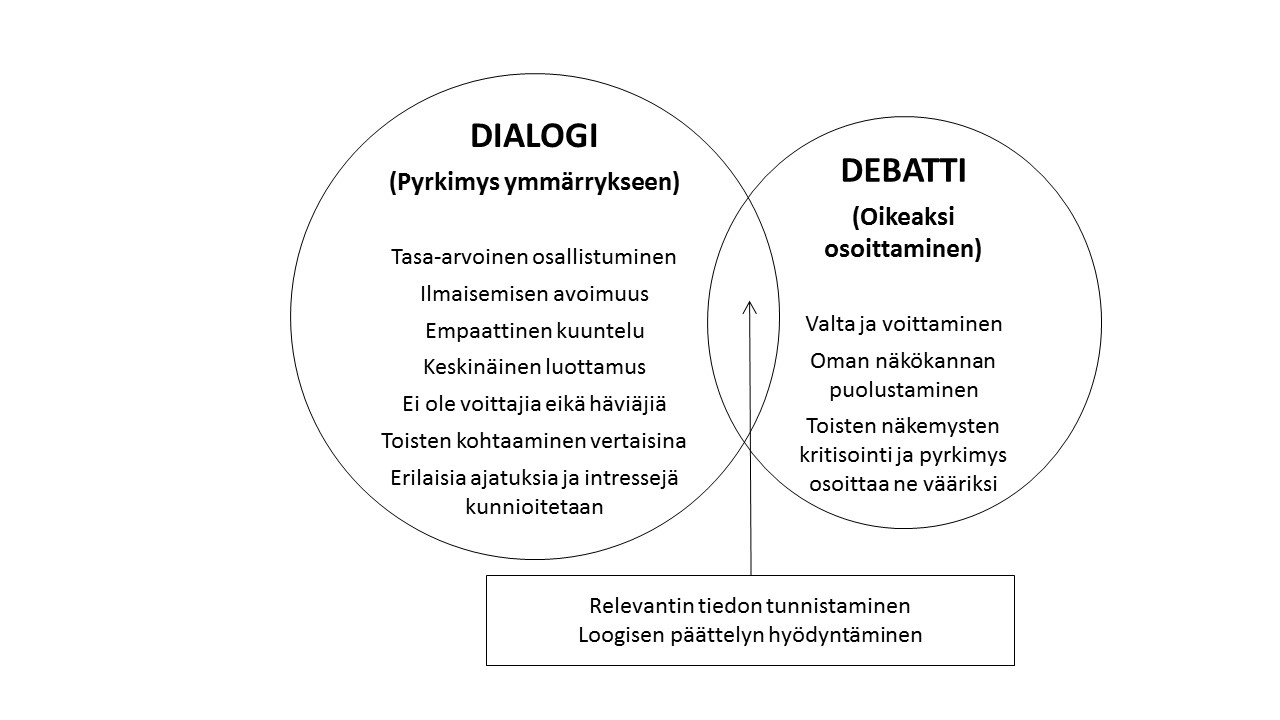 DIALOGI
(Pyrkimys ymmärrykseen)
Tasa-arvoinen osallistuminen
Ilmaisemisen avoimuus
Empaattinen kuuntelu
Keskinäinen luottamus
Ei ole voittajia eikä häviäjiä
Toisten kohtaaminen vertaisina
Erilaisia ajatuksia ja intressejä
kunnioitetaan
DEBATTI
(Oikeaksi
osoittaminen)
Valta ja voittaminen
Oman näkökannan
puolustaminen
Toisten näkemysten
kritisointi ja pyrkimys
osoittaa ne vääriksi
Relevantin tiedon tunnistaminen
Loogisen päättelyn hyödyntäminen